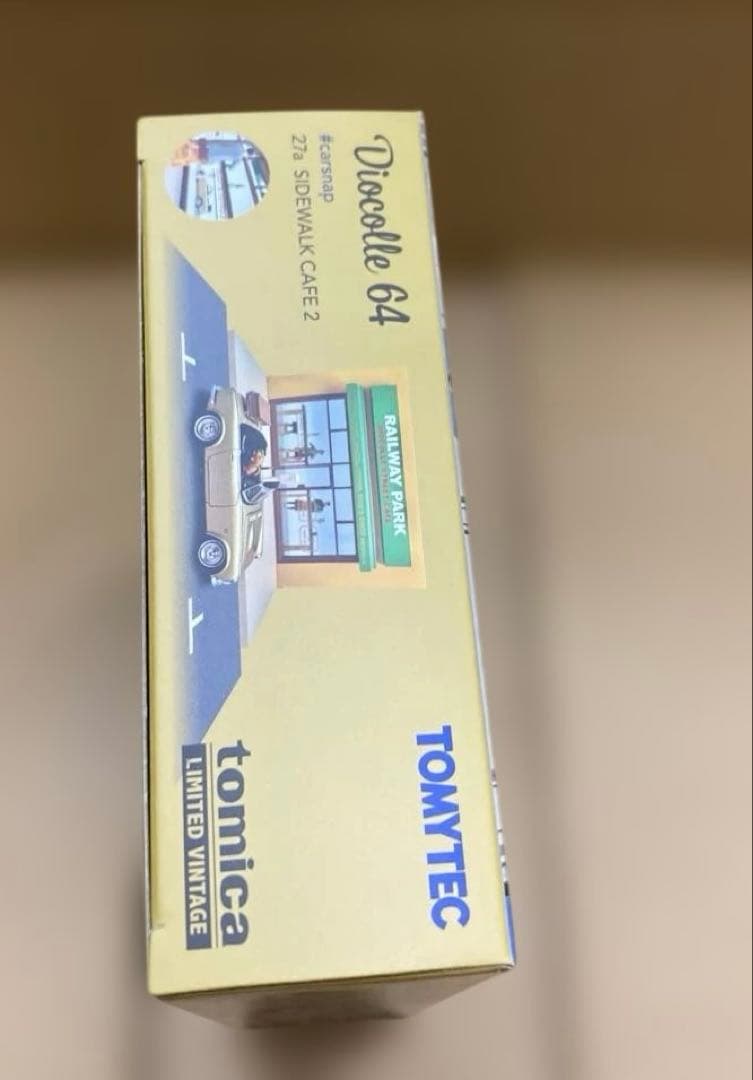 Diocolle 64
#carsnap
27a SIDEWALK CAFE 2
RAILWAY PARK
TOMYTEC
tomica
LIMITED VINTAGE